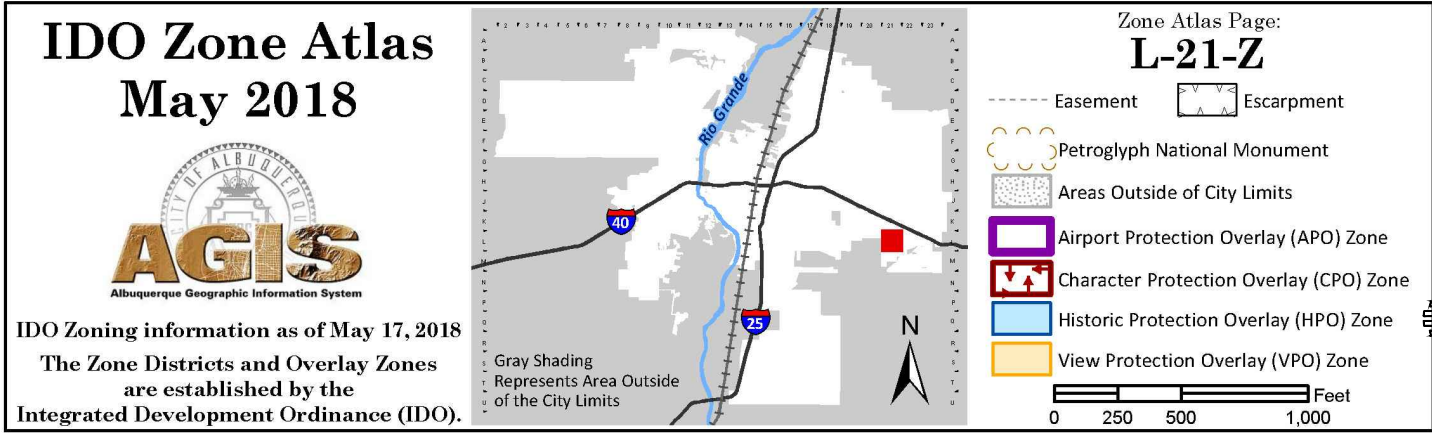 IDO Zone Atlas
May 2018
CITY OF ALBUQUERQUE
AGIS
Albuquerque Geographic Information System
IDO Zoning information as of May 17, 2018
The Zone Districts and Overlay Zones
are established by the
Integrated Development Ordinance (IDO).
Rio Grande
40
25
N
Gray Shading
Represents Area Outside
of the City Limits
Zone Atlas Page:
L-21-Z
Easement
Escarpment
Petroglyph National Monument
Areas Outside of City Limits
Airport Protection Overlay (APO) Zone
Character Protection Overlay (CPO) Zone
Historic Protection Overlay (HPO) Zone
View Protection Overlay (VPO) Zone
Feet
0 250 500 1,000